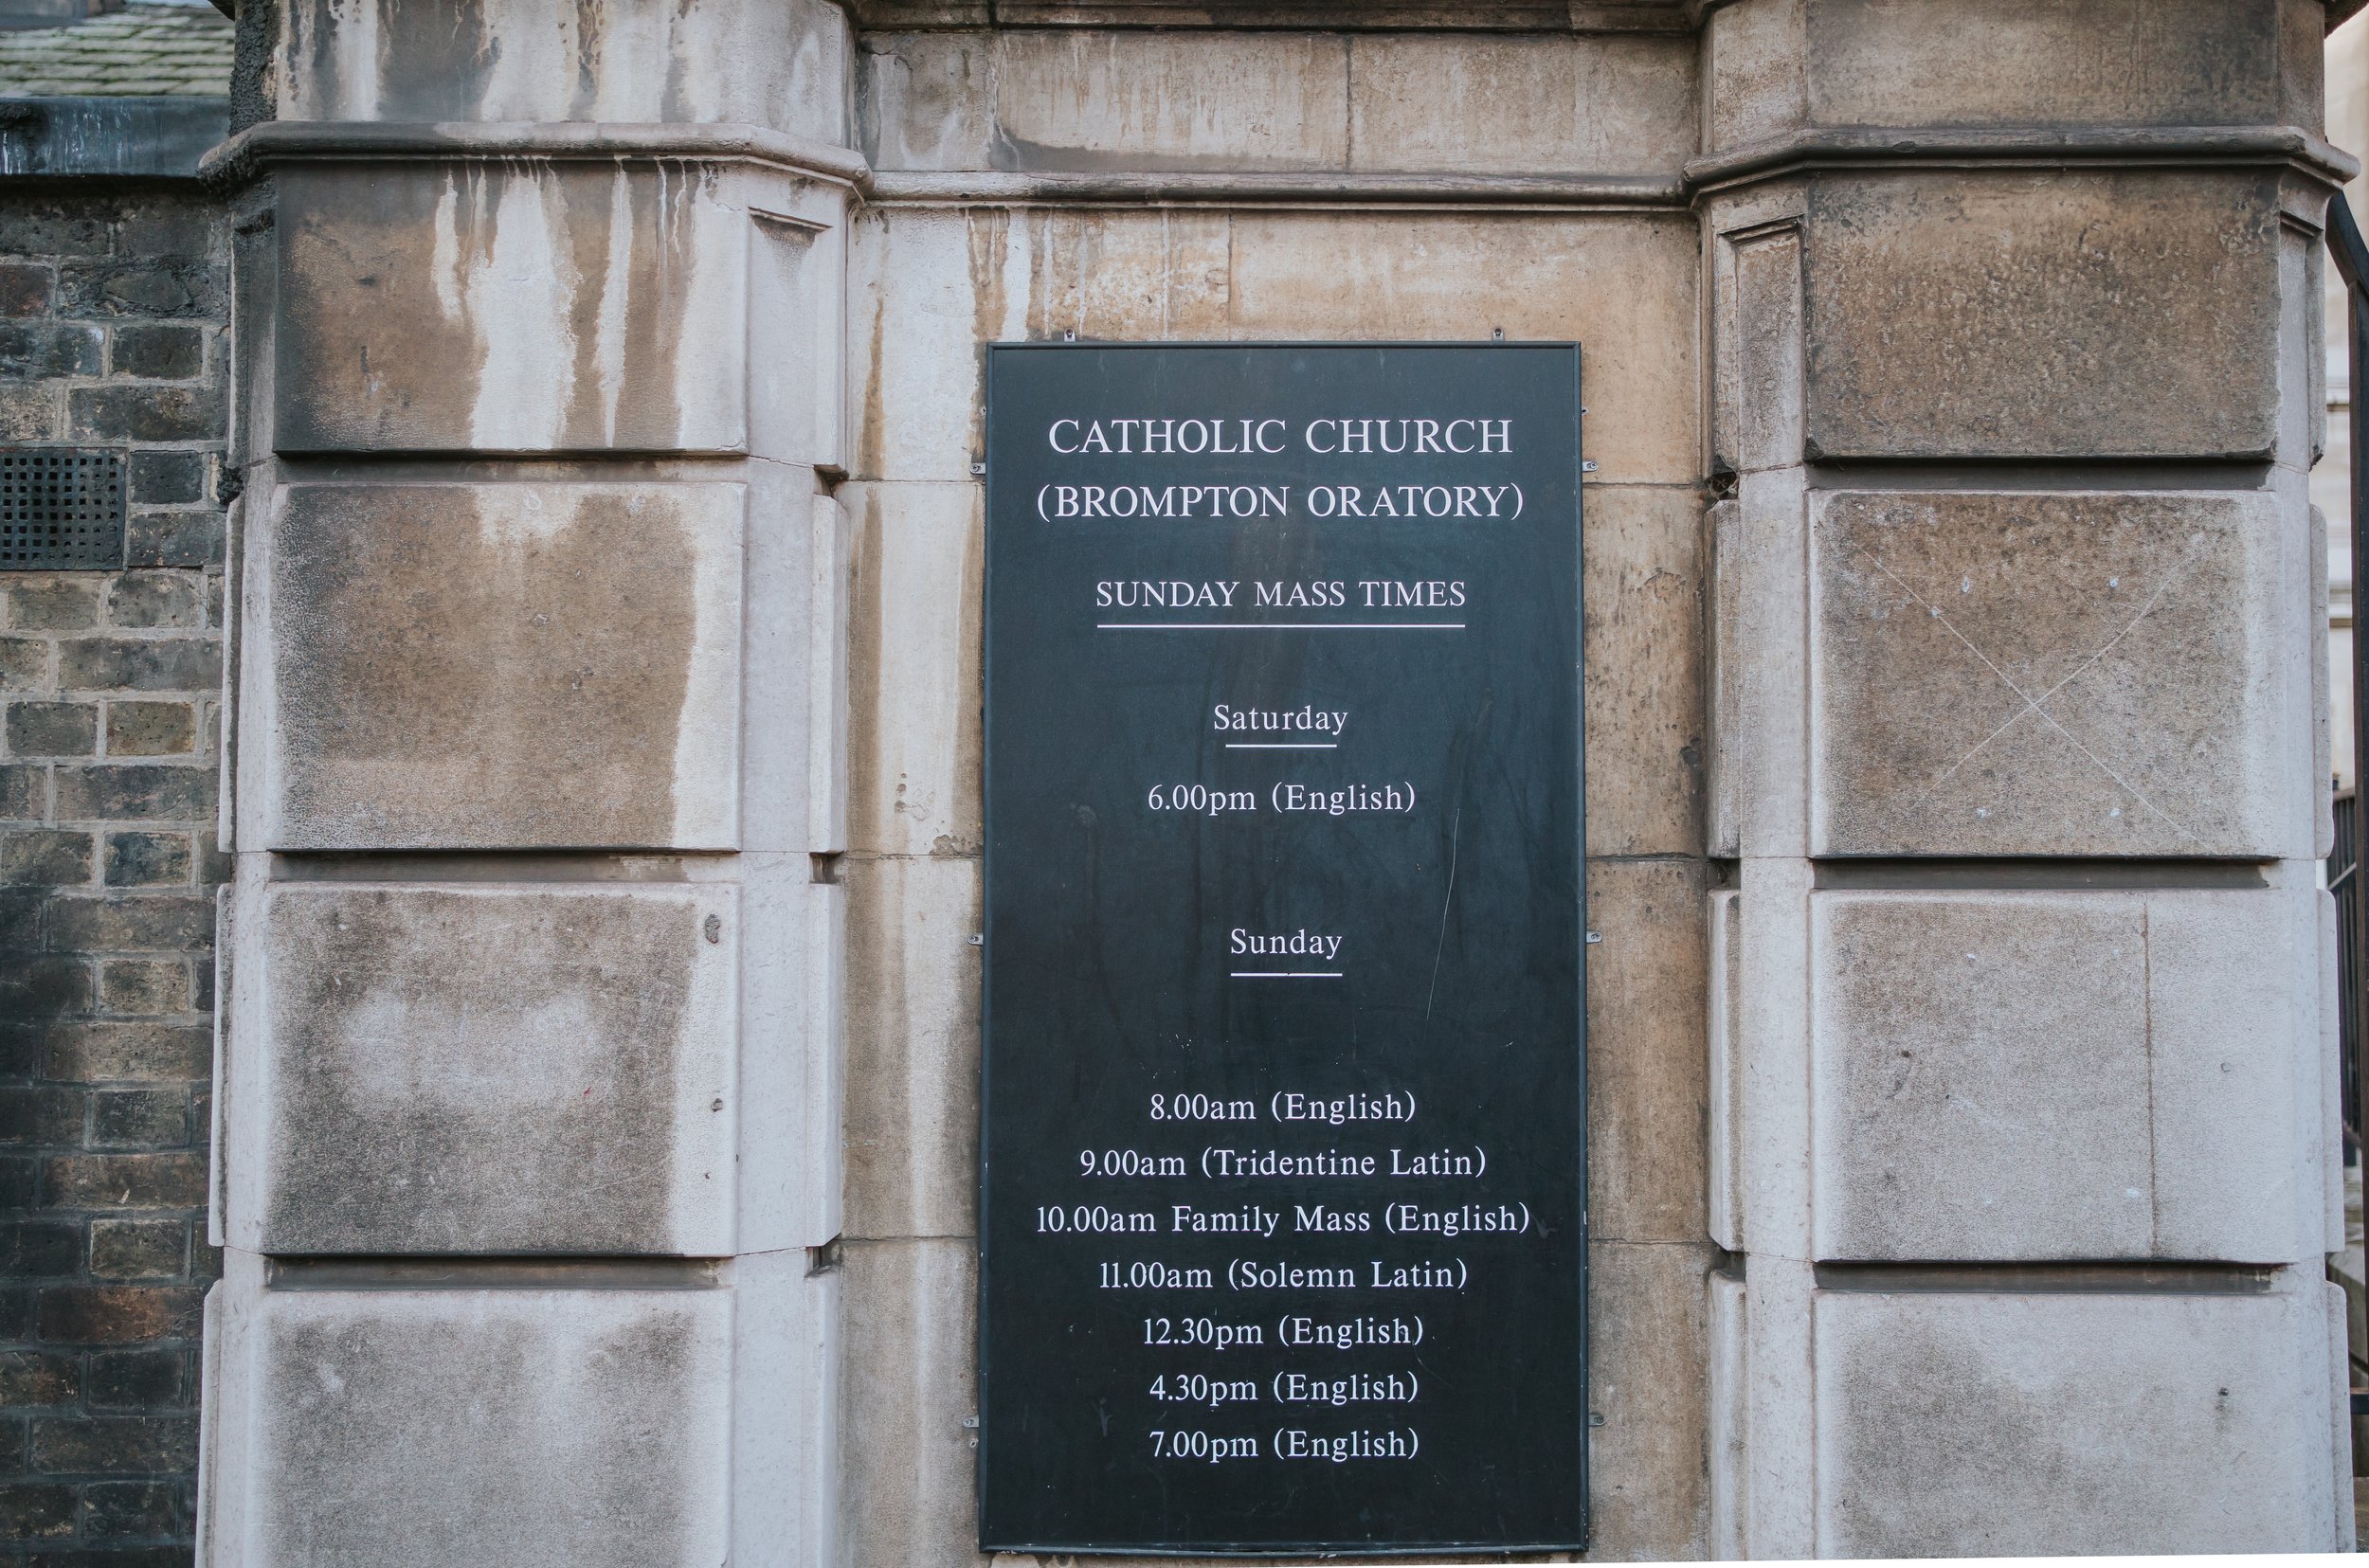 CATHOLIC CHURCH
(BROMPTON ORATORY)
SUNDAY MASS TIMES
Saturday
6.00pm (English)
Sunday
8.00am (English)
9.00am (Tridentine Latin)
10.00am Family Mass (English)
11.00am (Solemn Latin)
12.30pm (English)
4.30pm (English)
7.00pm (English)